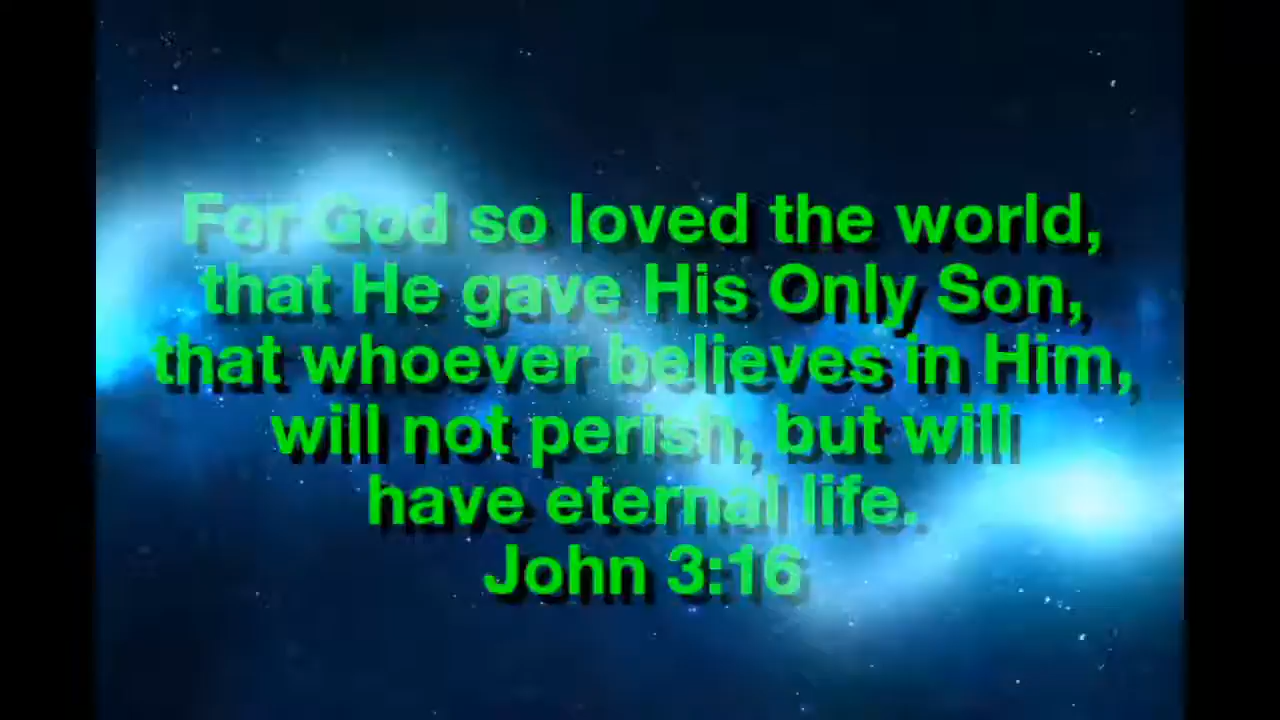 For God so loved the world,
that He gave His Only Son,
that whoever believes in Him,
will not perish, but will
have eternal life.
John 3:16